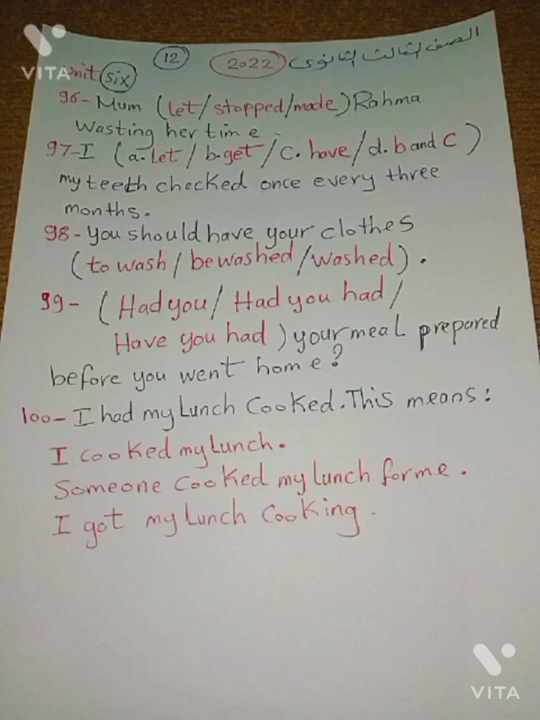 VITA
الصف الثالث الثانوى 2022 12
unit six
96- Mum (let/stopped/made) Rahma
wasting her time
97- I (a. let / b. get / c. have / d. b and c)
my teeth checked once every three
months.
98- you should have your clothes
(to wash / be washed / washed).
99- (Had you / Had you had /
Have you had) your meal prepared
before you went home?
100- I had my lunch cooked. This means:
I cooked my lunch.
Someone cooked my lunch for me.
I got my lunch cooking.
VITA